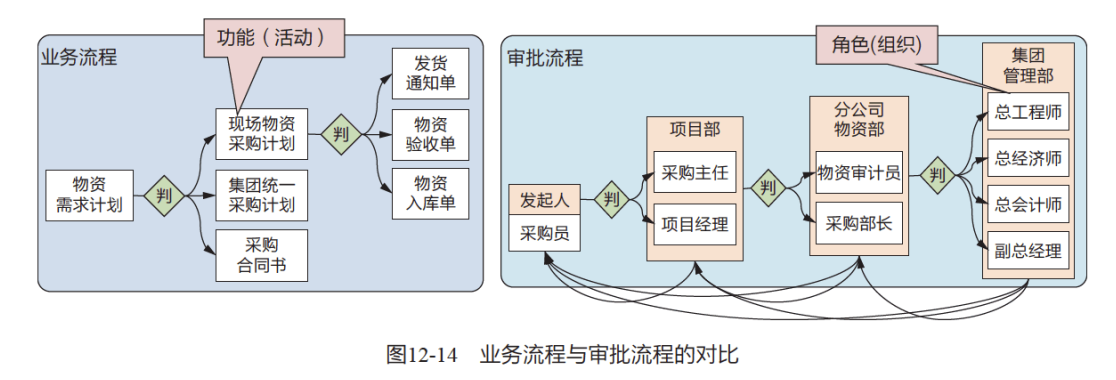 业务流程
功能（活动）
物资
需求计划
判
现场物资
采购计划
集团统一
采购计划
采购
合同书
判
发货
通知单
物资
验收单
物资
入库单
审批流程
角色(组织)
发起人
采购员
判
项目部
采购主任
项目经理
判
分公司
物资部
物资审计员
采购部长
判
集团
管理部
总工程师
总经济师
总会计师
副总经理
图12-14 业务流程与审批流程的对比